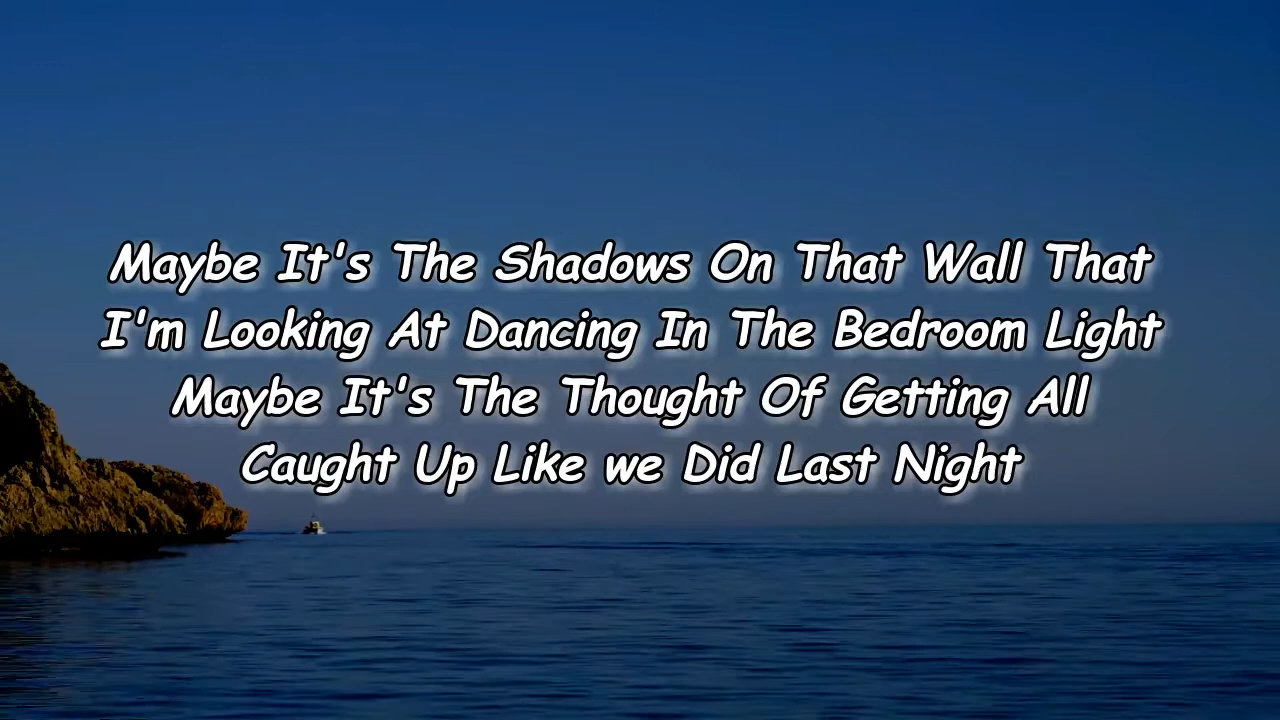 Maybe It's The Shadows On That Wall That
I'm Looking At Dancing In The Bedroom Light
Maybe It's The Thought Of Getting All
Caught Up Like we Did Last Night